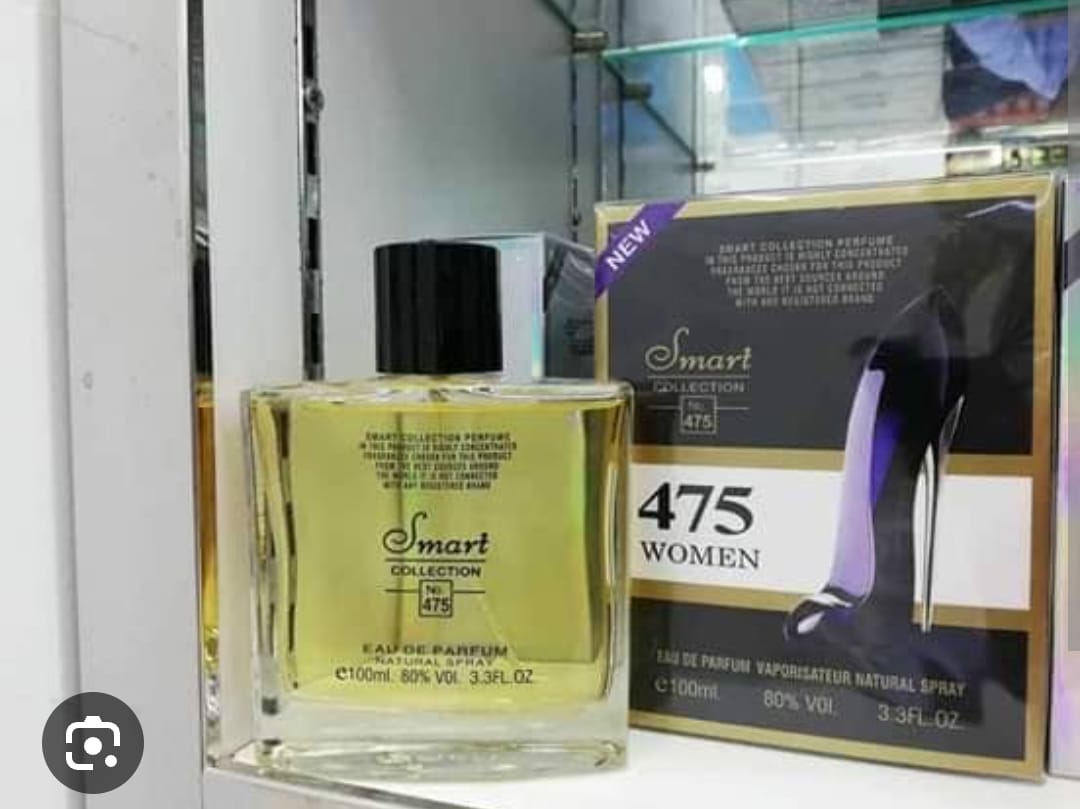 SMART COLLECTION PERFUME
IN THIS PRODUCT IS HIGHLY CONCENTRATED
FRAGRANCES CHOSEN FOR THIS PRODUCT
FROM THE BEST SOURCES AROUND
THE WORLD IT IS NOT CONNECTED
WITH ANY REGISTERED BRAND
Smart
COLLECTION
No.
475
EAU DE PARFUM
NATURAL SPRAY
e100ml. 80% VOL. 3.3FL.OZ
NEW
SMART COLLECTION PERFUME
IN THIS PRODUCT IS HIGHLY CONCENTRATED
FRAGRANCES CHOSEN FOR THIS PRODUCT
FROM THE BEST SOURCES AROUND
THE WORLD IT IS NOT CONNECTED
WITH ANY REGISTERED BRAND
Smart
COLLECTION
No.
475
475
WOMEN
EAU DE PARFUM VAPORISATEUR NATURAL SPRAY
e100ml. 80% VOL. 3.3FL.OZ